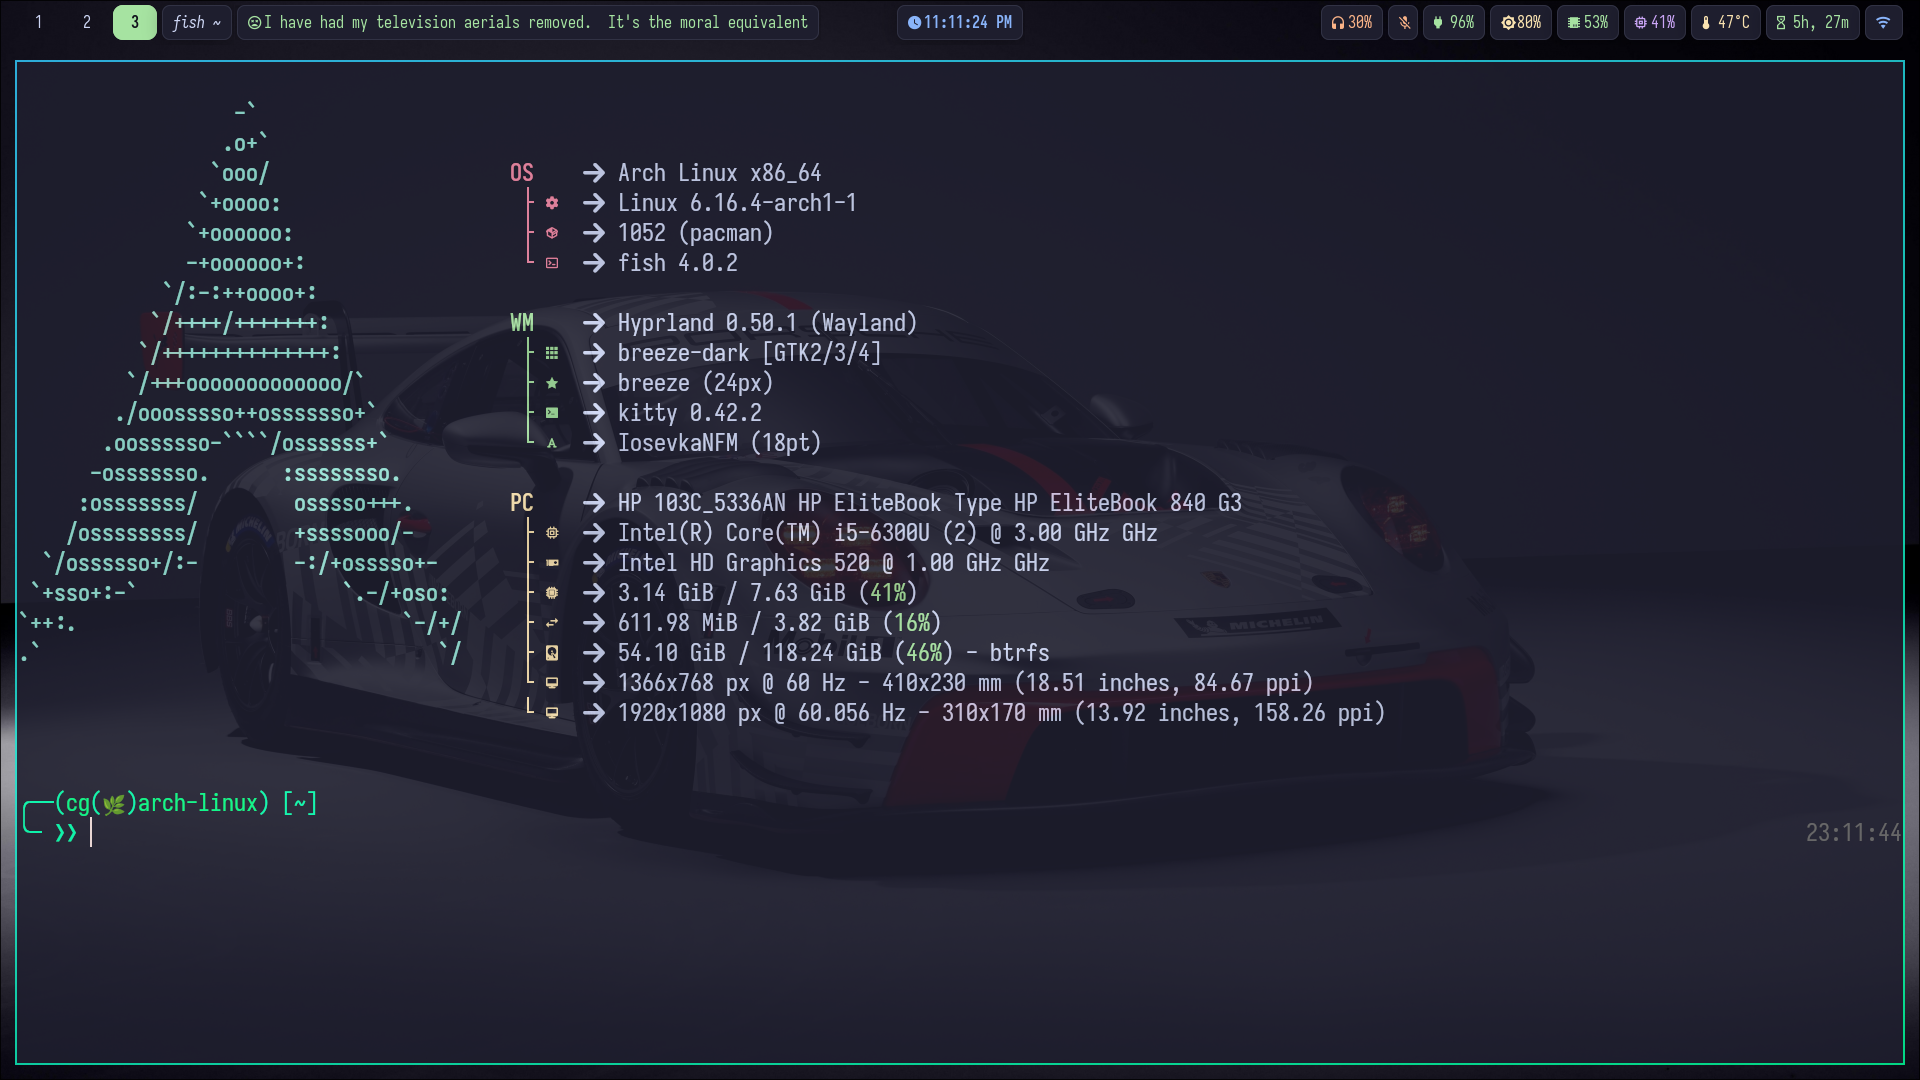 1 2 3 fish ~ I have had my television aerials removed.  It's the moral equivalent 11:11:24 PM 30% 96% 80% 53% 41% 47°C 5h, 27m
-`
.o+`
`ooo/
`+oooo:
`+oooooo:
-+oooooo+:
`/:-:++oooo+:
`/++++/+++++++:
`/++++++++++++++:
`/+++ooooooooooooo/`
./ooosssso++osssssso+`
.oossssso-````/ossssss+`
-osssssso.      :ssssssso.
:osssssss/        osssso+++.
/ossssssss/        +ssssooo/-
`/ossssso+/:-        -:/+osssso+-
`+sso+:-`                 `.-/+oso:
`++:.                           `-/+/
.`                                 `/
OS → Arch Linux x86_64
→ Linux 6.16.4-arch1-1
→ 1052 (pacman)
→ fish 4.0.2
WM → Hyprland 0.50.1 (Wayland)
→ breeze-dark [GTK2/3/4]
→ breeze (24px)
→ kitty 0.42.2
→ IosevkaNFM (18pt)
PC → HP 103C_5336AN HP EliteBook Type HP EliteBook 840 G3
→ Intel(R) Core(TM) i5-6300U (2) @ 3.00 GHz GHz
→ Intel HD Graphics 520 @ 1.00 GHz GHz
→ 3.14 GiB / 7.63 GiB (41%)
→ 611.98 MiB / 3.82 GiB (16%)
→ 54.10 GiB / 118.24 GiB (46%) - btrfs
→ 1366x768 px @ 60 Hz - 410x230 mm (18.51 inches, 84.67 ppi)
→ 1920x1080 px @ 60.056 Hz - 310x170 mm (13.92 inches, 158.26 ppi)
MICHELIN
(cg(🌿)arch-linux) [~]
❯❯ 23:11:44